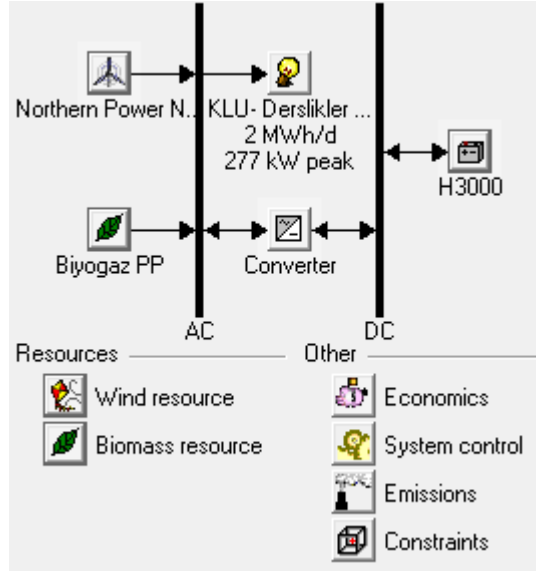 Northern Power N... KLU- Derslikler ...
2 MWh/d
277 kW peak
H3000
Biyogaz PP Converter
AC DC
Resources Other
Wind resource Economics
Biomass resource System control
Emissions
Constraints